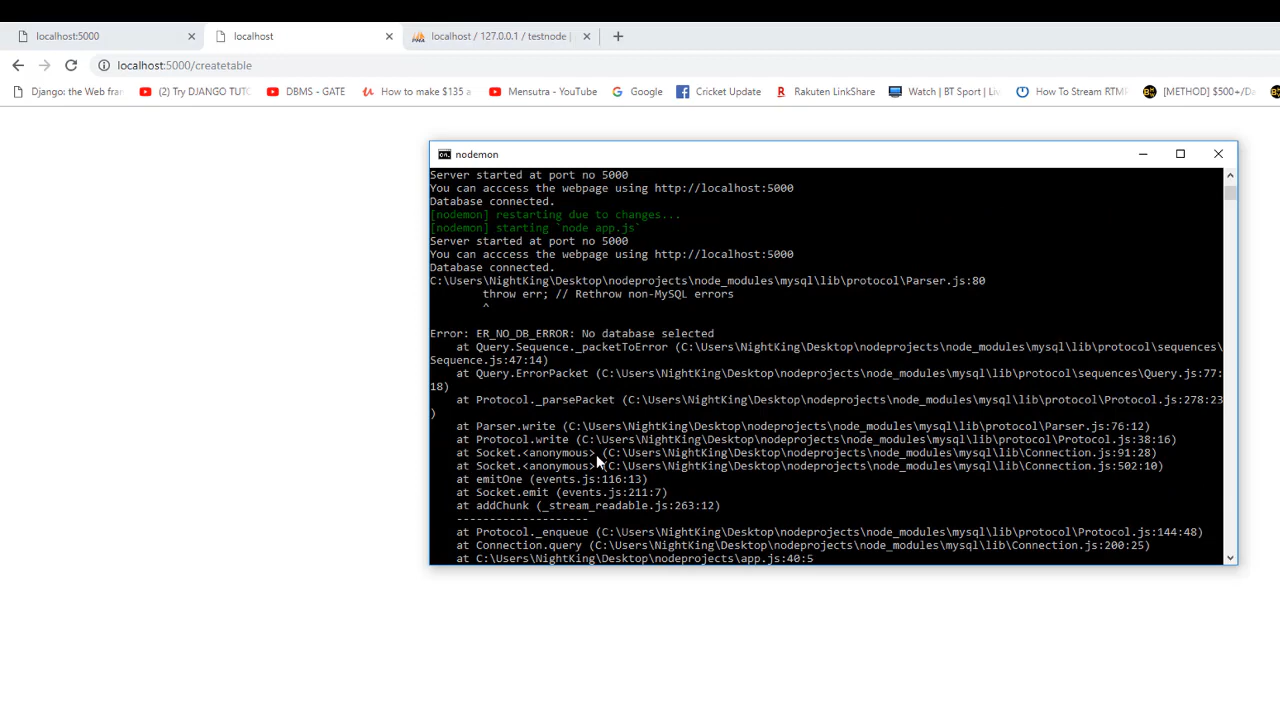 localhost:5000
localhost
localhost / 127.0.0.1 / testnode |
localhost:5000/createtable
Django: the Web fran
(2) Try DJANGO TUTO
DBMS - GATE
How to make $135 a
Mensutra - YouTube
Google
Cricket Update
Rakuten LinkShare
Watch | BT Sport | Liv
How To Stream RTMP
[METHOD] $500+/Da
nodemon
Server started at port no 5000
You can acccess the webpage using http://localhost:5000
Database connected.
[nodemon] restarting due to changes...
[nodemon] starting `node app.js`
Server started at port no 5000
You can acccess the webpage using http://localhost:5000
Database connected.
C:\Users\NightKing\Desktop\nodeprojects\node_modules\mysql\lib\protocol\Parser.js:80
throw err; // Rethrow non-MySQL errors
^
Error: ER_NO_DB_ERROR: No database selected
at Query.Sequence._packetToError (C:\Users\NightKing\Desktop\nodeprojects\node_modules\mysql\lib\protocol\sequences\
Sequence.js:47:14)
at Query.ErrorPacket (C:\Users\NightKing\Desktop\nodeprojects\node_modules\mysql\lib\protocol\sequences\Query.js:77:
18)
at Protocol._parsePacket (C:\Users\NightKing\Desktop\nodeprojects\node_modules\mysql\lib\protocol\Protocol.js:278:23
)
at Parser.write (C:\Users\NightKing\Desktop\nodeprojects\node_modules\mysql\lib\protocol\Parser.js:76:12)
at Protocol.write (C:\Users\NightKing\Desktop\nodeprojects\node_modules\mysql\lib\protocol\Protocol.js:38:16)
at Socket.<anonymous> (C:\Users\NightKing\Desktop\nodeprojects\node_modules\mysql\lib\Connection.js:91:28)
at Socket.<anonymous> (C:\Users\NightKing\Desktop\nodeprojects\node_modules\mysql\lib\Connection.js:502:10)
at emitOne (events.js:116:13)
at Socket.emit (events.js:211:7)
at addChunk (_stream_readable.js:263:12)
--------------------
at Protocol._enqueue (C:\Users\NightKing\Desktop\nodeprojects\node_modules\mysql\lib\protocol\Protocol.js:144:48)
at Connection.query (C:\Users\NightKing\Desktop\nodeprojects\node_modules\mysql\lib\Connection.js:200:25)
at C:\Users\NightKing\Desktop\nodeprojects\app.js:40:5